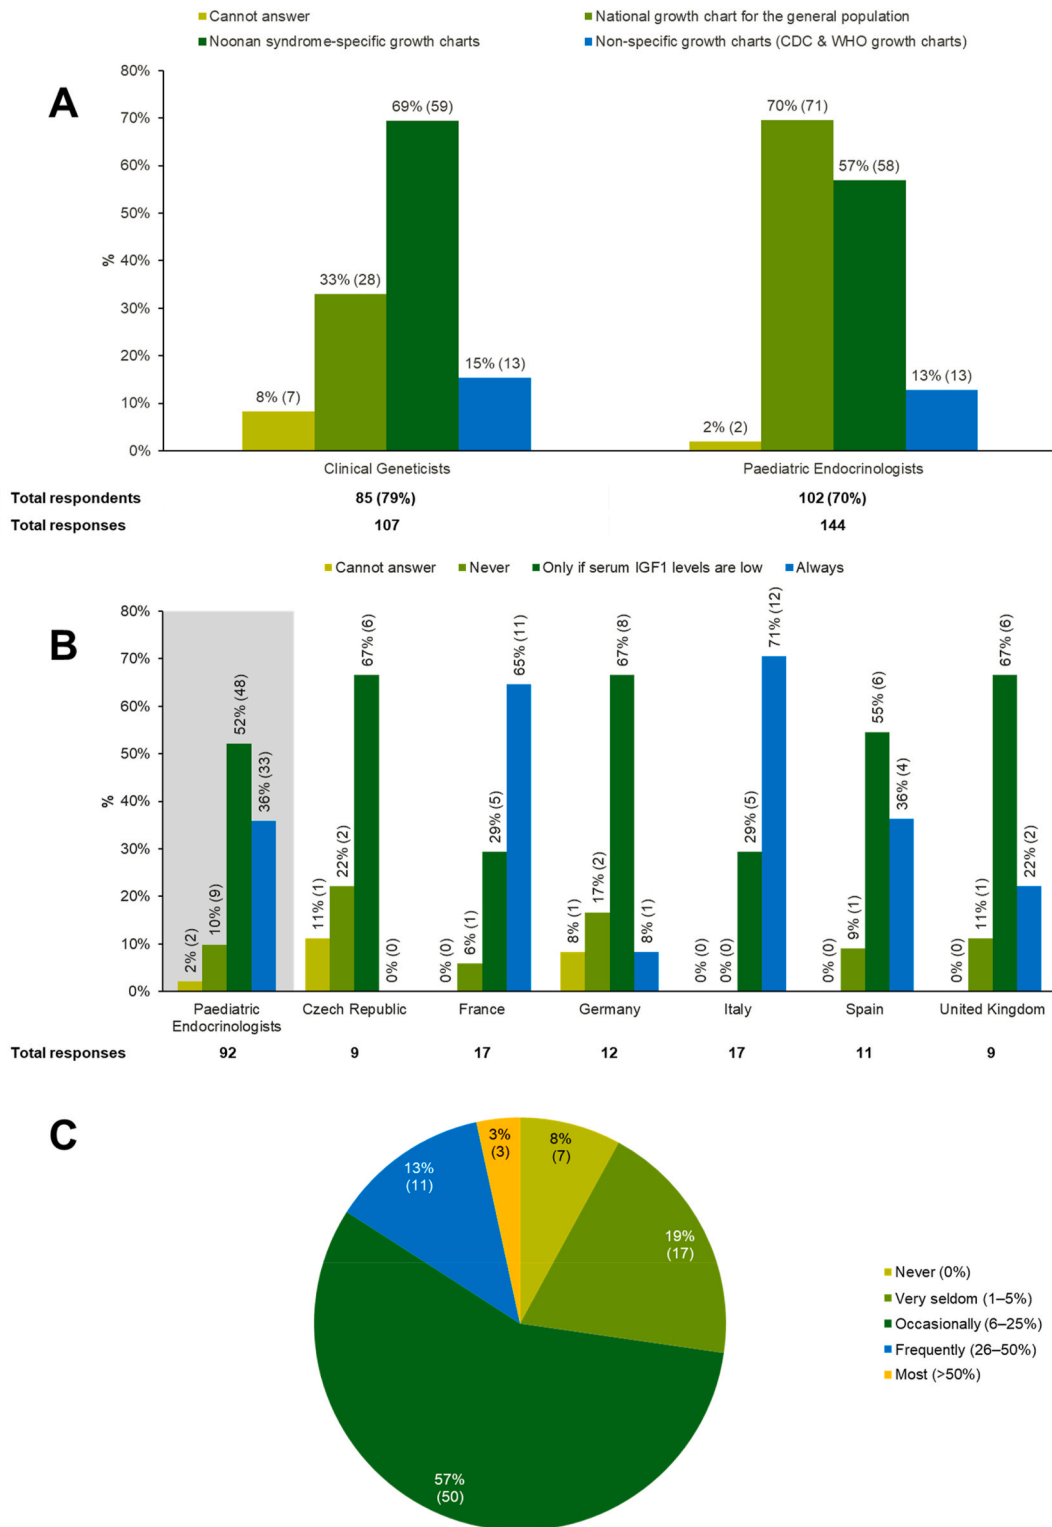 Cannot answer
National growth chart for the general population
Noonan syndrome-specific growth charts
Non-specific growth charts (CDC & WHO growth charts)
A
80%
70%
60%
50%
40%
30%
20%
10%
0%
%
8% (7)
33% (28)
69% (59)
15% (13)
2% (2)
70% (71)
57% (58)
13% (13)
Clinical Geneticists
Paediatric Endocrinologists
Total respondents 85 (79%) 102 (70%)
Total responses 107 144
Cannot answer Never Only if serum IGF1 levels are low Always
B
80%
70%
60%
50%
40%
30%
20%
10%
0%
%
2% (2)
10% (9)
52% (48)
36% (33)
11% (1)
22% (2)
67% (6)
0% (0)
0% (0)
6% (1)
29% (5)
65% (11)
8% (1)
17% (2)
67% (8)
8% (1)
0% (0)
0% (0)
29% (5)
71% (12)
0% (0)
9% (1)
55% (6)
36% (4)
0% (0)
11% (1)
67% (6)
22% (2)
Paediatric
Endocrinologists
Czech Republic
France
Germany
Italy
Spain
United Kingdom
Total responses 92 9 17 12 17 11 9
C
3%
(3)
8%
(7)
13%
(11)
19%
(17)
57%
(50)
Never (0%)
Very seldom (1–5%)
Occasionally (6–25%)
Frequently (26–50%)
Most (>50%)